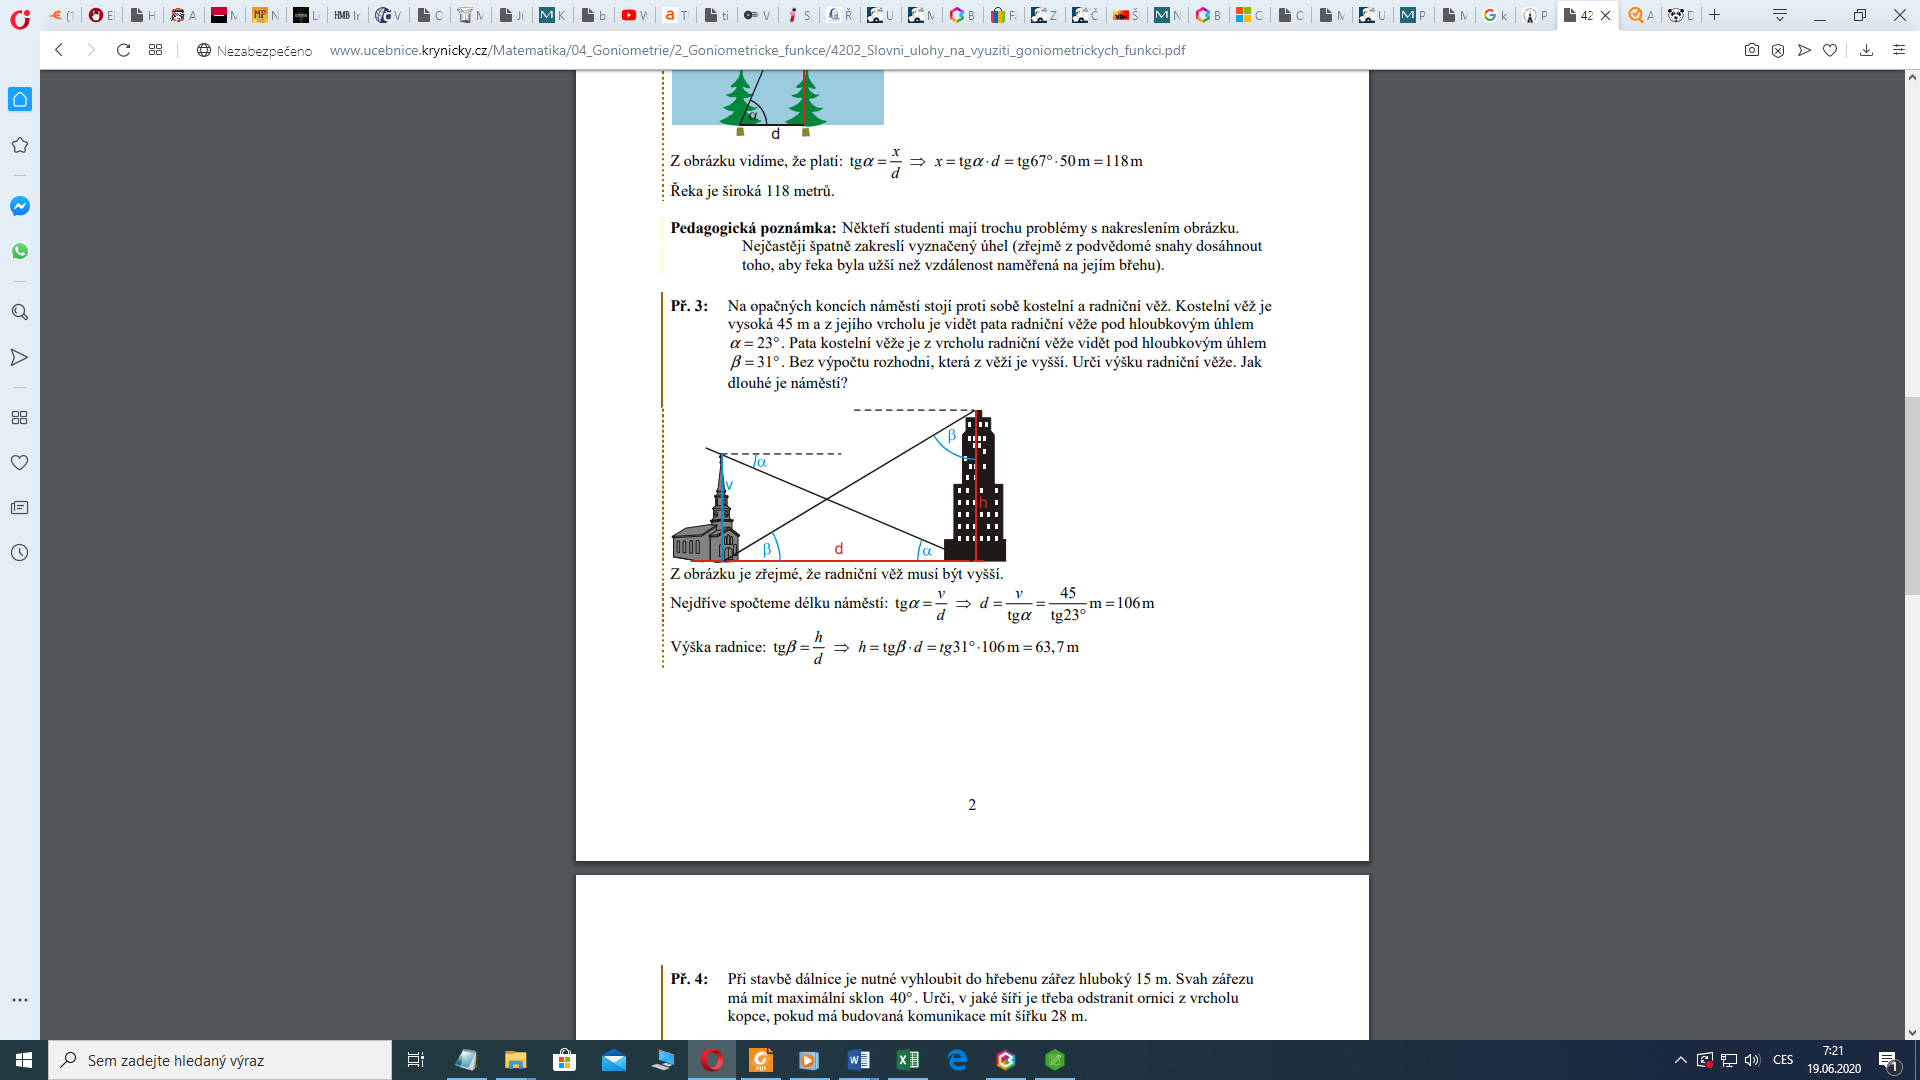 42
Nezabezpečeno
www.ucebnice.krynicky.cz/Matematika/04_Goniometrie/2_Goniometricke_funkce/4202_Slovni_ulohy_na_vyuziti_goniometrickych_funkci.pdf
α
d
Z obrázku vidíme, že platí: tgα = x/d ⇒ x = tgα · d = tg67° · 50 m = 118 m
Řeka je široká 118 metrů.
Pedagogická poznámka: Někteří studenti mají trochu problémy s nakreslením obrázku.
Nejčastěji špatně zakreslí vyznačený úhel (zřejmě z podvědomé snahy dosáhnout
toho, aby řeka byla užší než vzdálenost naměřená na jejím břehu).
Př. 3: Na opačných koncích náměstí stojí proti sobě kostelní a radniční věž. Kostelní věž je
vysoká 45 m a z jejího vrcholu je vidět pata radniční věže pod hloubkovým úhlem
α = 23°. Pata kostelní věže je z vrcholu radniční věže vidět pod hloubkovým úhlem
β = 31°. Bez výpočtu rozhodni, která z věží je vyšší. Urči výšku radniční věže. Jak
dlouhé je náměstí?
β
α
v
h
β
d
α
Z obrázku je zřejmé, že radniční věž musí být vyšší.
Nejdříve spočteme délku náměstí: tgα = v/d ⇒ d = v/tgα = 45/tg23° m = 106 m
Výška radnice: tgβ = h/d ⇒ h = tgβ · d = tg31° · 106 m = 63,7 m
2
Př. 4: Při stavbě dálnice je nutné vyhloubit do hřebenu zářez hluboký 15 m. Svah zářezu
má mít maximální sklon 40°. Urči, v jaké šíři je třeba odstranit ornici z vrcholu
kopce, pokud má budovaná komunikace mít šířku 28 m.
Sem zadejte hledaný výraz
CES
7:21
19.06.2020
1